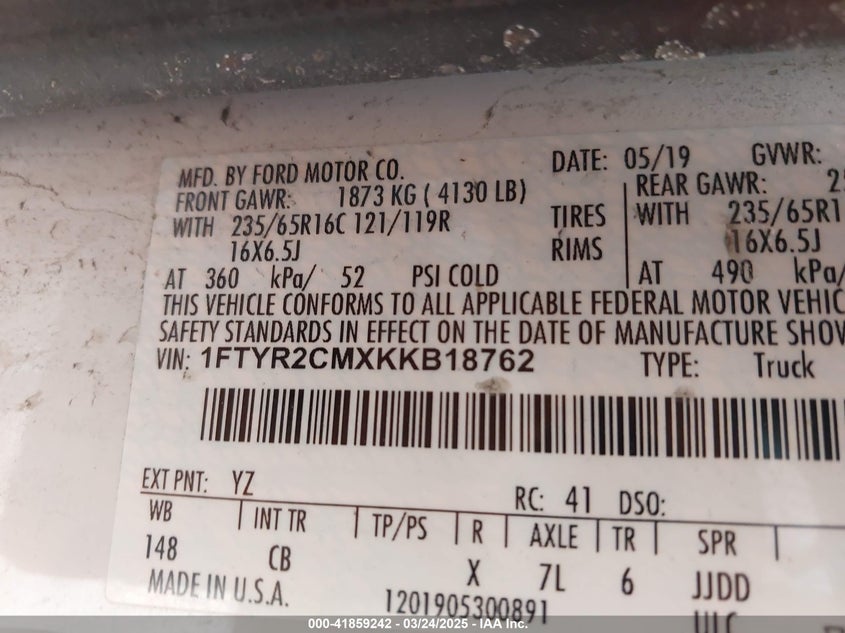 MFD. BY FORD MOTOR CO. DATE: 05/19 GVWR:
FRONT GAWR: 1873 KG ( 4130 LB) REAR GAWR:
WITH 235/65R16C 121/119R TIRES WITH
16X6.5J RIMS 16X6.5J
AT 360 kPa/ 52 PSI COLD AT 490 kPa/
THIS VEHICLE CONFORMS TO ALL APPLICABLE FEDERAL MOTOR
SAFETY STANDARDS IN EFFECT ON THE DATE OF MANUFACTURE
VIN: 1FTYR2CMXKKB18762 TYPE: Truck
EXT PNT: YZ RC: 41 DSO:
WB INT TR TP/PS R AXLE TR SPR
148 CB X 7L 6 JJDD
MADE IN U.S.A. 1201905300891
000-41859242 - 03/24/2025 - IAA Inc.